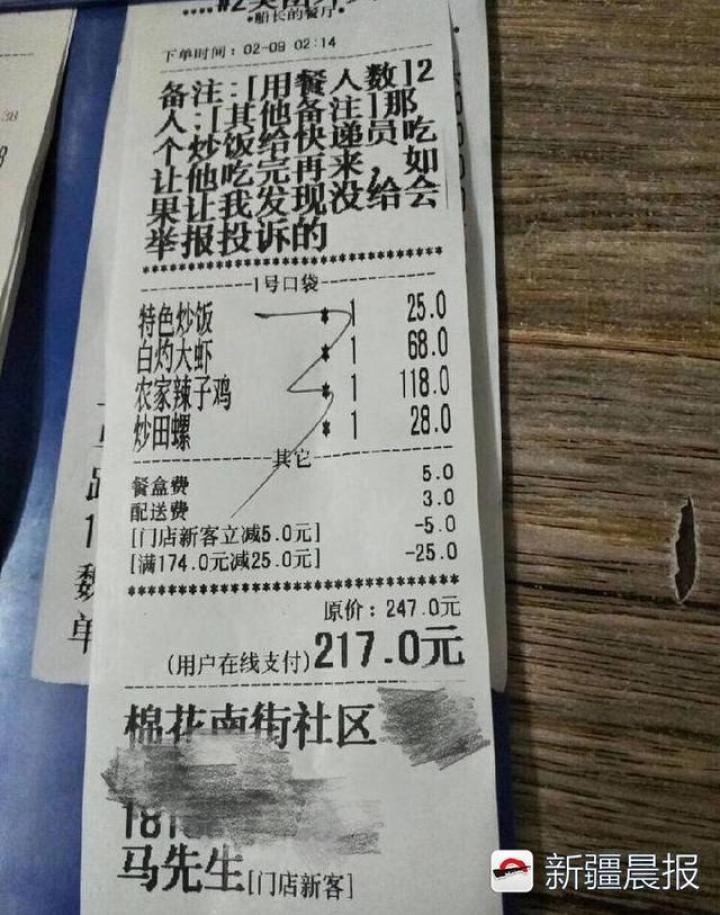 船长的餐厅
下单时间：02-09 02:14
备注：[用餐人数]2
人；[其他备注]那
个炒饭给快递员吃
让他吃完再来，如
果让我发现没给会
举报投诉的
1号口袋
特色炒饭 * 1 25.0
白灼大虾 * 1 68.0
农家辣子鸡 * 1 118.0
炒田螺 * 1 28.0
其它
餐盒费 5.0
配送费 3.0
[门店新客立减5.0元] -5.0
[满174.0元减25.0元] -25.0
原价：247.0元
(用户在线支付)217.0元
棉花南街社区
181
马先生[门店新客]
新疆晨报